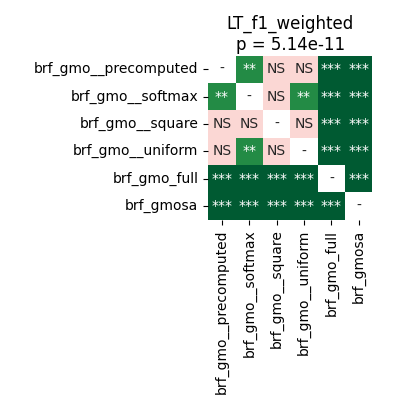 LT_f1_weighted
p = 5.14e-11
brf_gmo__precomputed - ** NS NS *** ***
brf_gmo__softmax ** - NS ** *** ***
brf_gmo__square NS NS - NS *** ***
brf_gmo__uniform NS ** NS - *** ***
brf_gmo_full *** *** *** *** - ***
brf_gmosa *** *** *** *** *** -
brf_gmo__precomputed
brf_gmo__softmax
brf_gmo__square
brf_gmo__uniform
brf_gmo_full
brf_gmosa